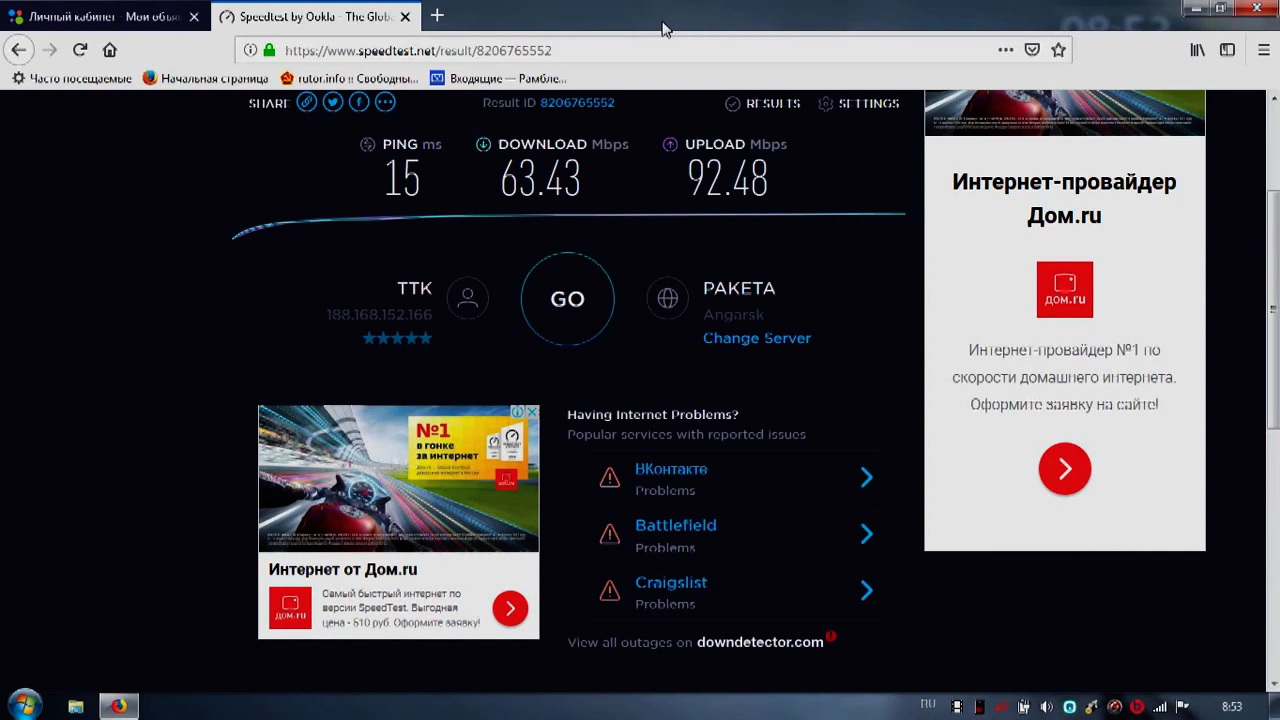 Личный кабинет - Мои объя
Speedtest by Ookla - The Globa
08:53
https://www.speedtest.net/result/8206765552
Часто посещаемые
Начальная страница
rutor.info :: Свободны...
Входящие — Рамбле...
SHARE
Result ID 8206765552
RESULTS
SETTINGS
PING ms
15
DOWNLOAD Mbps
63.43
UPLOAD Mbps
92.48
TTK
188.168.152.166
GO
PAKETA
Angarsk
Change Server
№1
в гонке
за интернет
Интернет от Дом.ru
Самый быстрый интернет по
версии SpeedTest. Выгодная
цена - 610 руб. Оформите заявку!
Having Internet Problems?
Popular services with reported issues
ВКонтакте
Problems
Battlefield
Problems
Craigslist
Problems
View all outages on downdetector.com
Интернет-провайдер
Дом.ru
дом.ru
Интернет-провайдер №1 по
скорости домашнего интернета.
Оформите заявку на сайте!
RU
8:53